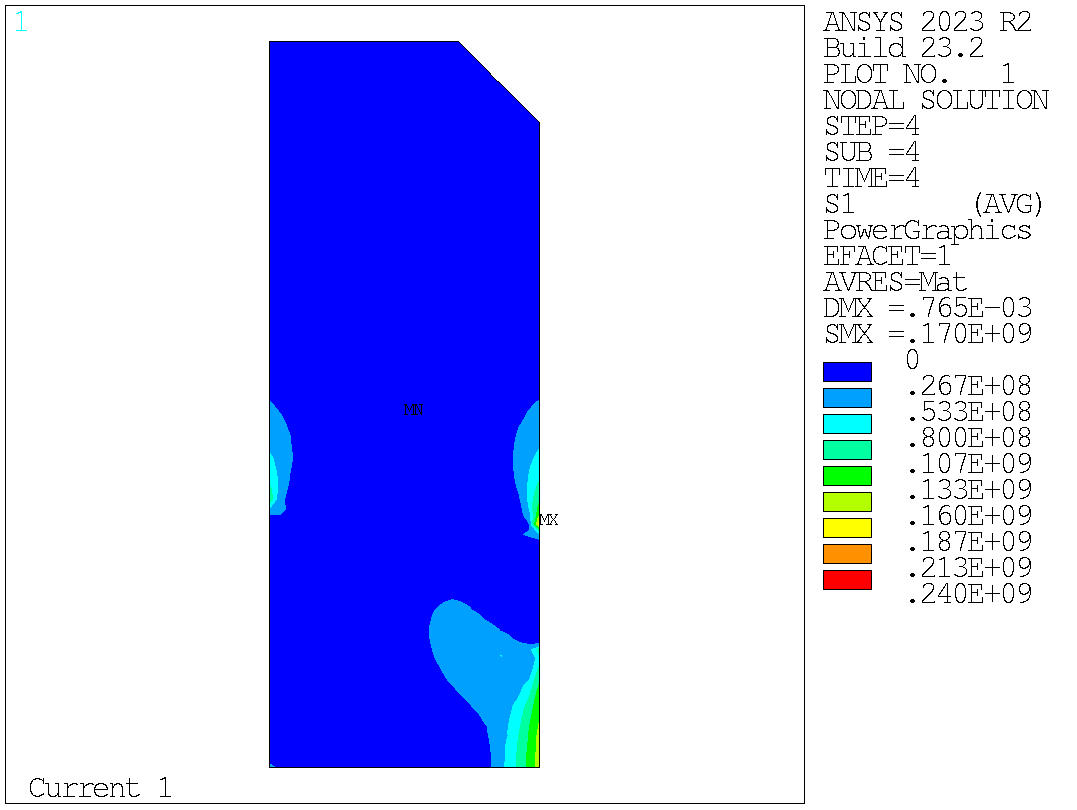 1
ANSYS 2023 R2
Build 23.2
PLOT NO. 1
NODAL SOLUTION
STEP=4
SUB =4
TIME=4
S1 (AVG)
PowerGraphics
EFACET=1
AVRES=Mat
DMX =.765E-03
SMX =.170E+09
0
.267E+08
.533E+08
.800E+08
.107E+09
.133E+09
.160E+09
.187E+09
.213E+09
.240E+09
MN
MX
Current 1